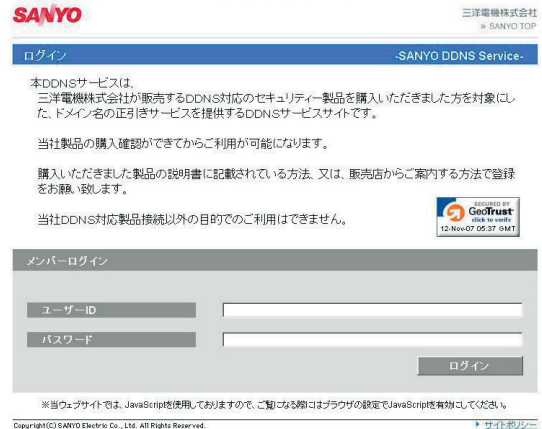 SANYO
三洋電機株式会社
» SANYO TOP
ログイン
-SANYO DDNS Service-
本DDNSサービスは、
三洋電機株式会社が販売するDDNS対応のセキュリティー製品を購入いただきました方を対象にし
た、ドメイン名の正引きサービスを提供するDDNSサービスサイトです。
当社製品の購入確認ができてからご利用が可能になります。
購入いただきました製品の説明書に記載されている方法、又は、販売店からご案内する方法で登録
をお願い致します。
当社DDNS対応製品接続以外の目的でのご利用はできません。
SECURED BY
GeoTrust
click to verify
12-Nov-07 05:37 GMT
メンバーログイン
ユーザーID
パスワード
ログイン
※当ウェブサイトでは、JavaScriptを使用しておりますので、ご覧になる際にはブラウザの設定でJavaScriptを有効にしてください。
Copyright(C) SANYO Electric Co., Ltd. All Rights Reserved.
サイトポリシー